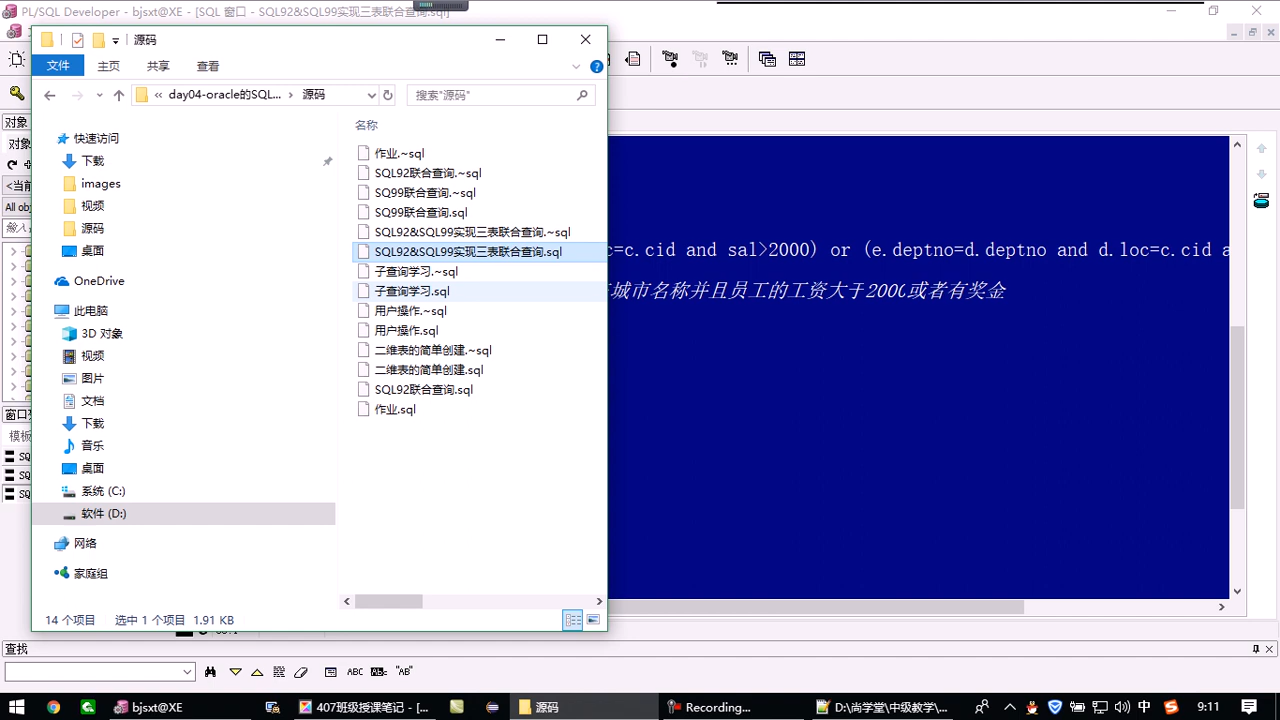 PL/SQL Developer - bjsxt@XE - [SQL 窗口 - SQL92&SQL99实现三表联合查询.sql]
源码
文件 主页 共享 查看
day04-oracle的SQL... 源码
搜索"源码"
对象
<当前
All obj
快速访问
下载
images
视频
源码
桌面
OneDrive
此电脑
3D 对象
视频
图片
文档
下载
音乐
桌面
系统 (C:)
软件 (D:)
网络
家庭组
名称
作业.~sql
SQL92联合查询.~sql
SQ99联合查询.~sql
SQ99联合查询.sql
SQL92&SQL99实现三表联合查询.~sql
SQL92&SQL99实现三表联合查询.sql
子查询学习.~sql
子查询学习.sql
用户操作.~sql
用户操作.sql
二维表的简单创建.~sql
二维表的简单创建.sql
SQL92联合查询.sql
作业.sql
c=c.cid and sal>2000) or (e.deptno=d.deptno and d.loc=c.cid a
城市名称并且员工的工资大于2000或者有奖金
模板
14 个项目 选中 1 个项目 1.91 KB
查找
ABC "AB"
bjsxt@XE 407班级授课笔记 - [... 源码 Recording... D:\尚学堂\中级教学\... 中 9:11